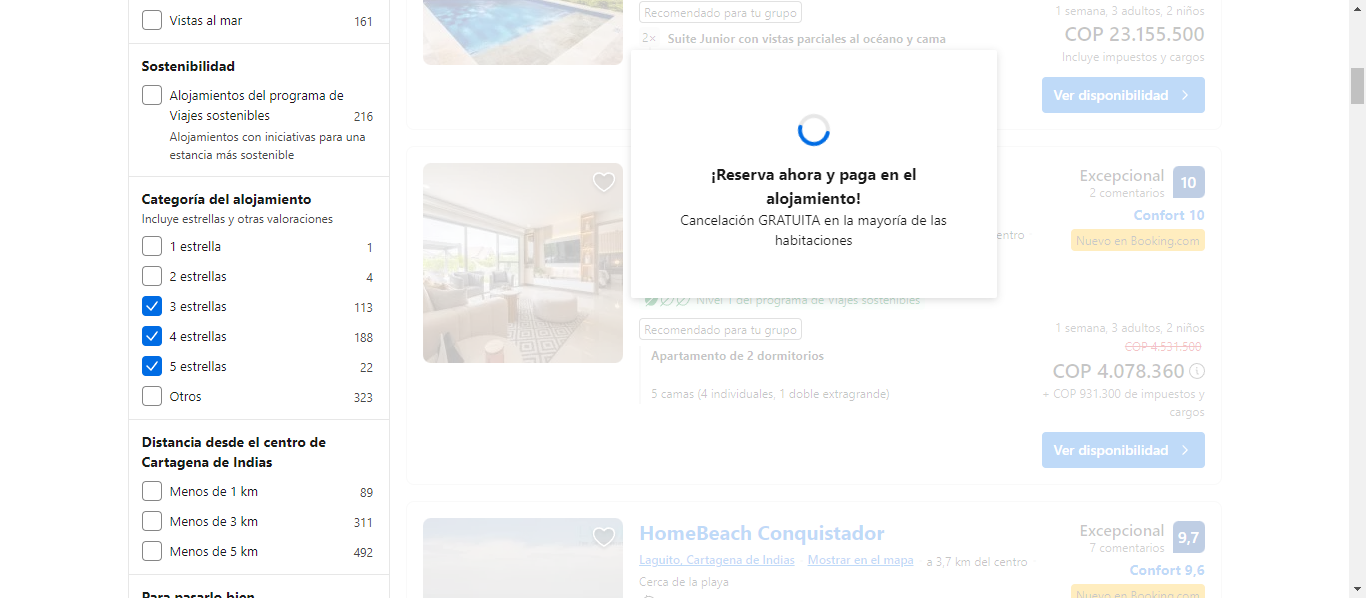 Vistas al mar 161
Sostenibilidad
Alojamientos del programa de
Viajes sostenibles 216
Alojamientos con iniciativas para una
estancia más sostenible
Categoría del alojamiento
Incluye estrellas y otras valoraciones
1 estrella 1
2 estrellas 4
3 estrellas 113
4 estrellas 188
5 estrellas 22
Otros 323
Distancia desde el centro de
Cartagena de Indias
Menos de 1 km 89
Menos de 3 km 311
Menos de 5 km 492
Para pasarlo bien
Recomendado para tu grupo
2× Suite Junior con vistas parciales al océano y cama
1 semana, 3 adultos, 2 niños
COP 23.155.500
Incluye impuestos y cargos
Ver disponibilidad
¡Reserva ahora y paga en el
alojamiento!
Cancelación GRATUITA en la mayoría de las
habitaciones
Excepcional 10
2 comentarios
Confort 10
entro
Nuevo en Booking.com
Nivel 1 del programa de Viajes sostenibles
Recomendado para tu grupo
Apartamento de 2 dormitorios
5 camas (4 individuales, 1 doble extragrande)
1 semana, 3 adultos, 2 niños
COP 4.531.500
COP 4.078.360
+ COP 931.300 de impuestos y
cargos
Ver disponibilidad
HomeBeach Conquistador
Laguito, Cartagena de Indias Mostrar en el mapa a 3,7 km del centro
Cerca de la playa
Excepcional 9,7
7 comentarios
Confort 9,6
Nuevo en Booking.com